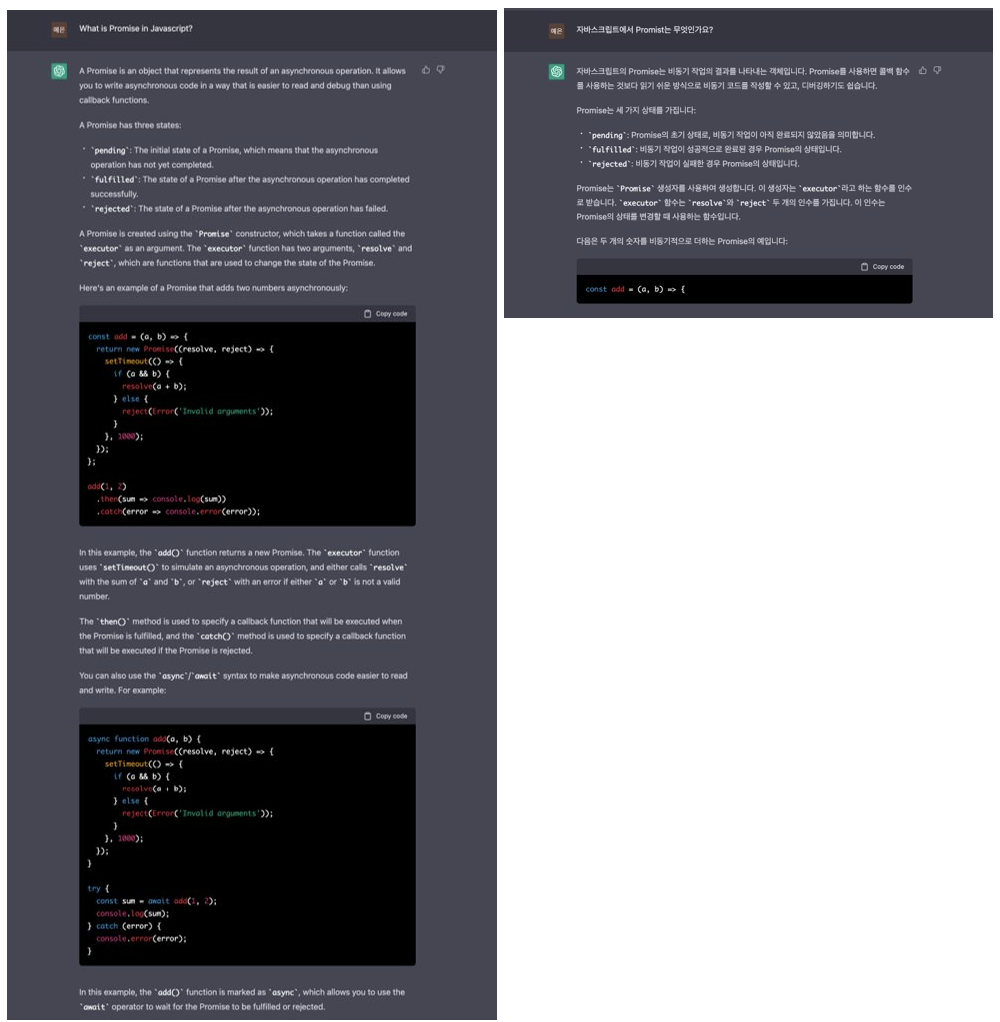 예은
What is Promise in Javascript?
A Promise is an object that represents the result of an asynchronous operation. It allows
you to write asynchronous code in a way that is easier to read and debug than using
callback functions.
A Promise has three states:
· `pending`: The initial state of a Promise, which means that the asynchronous
operation has not yet completed.
· `fulfilled`: The state of a Promise after the asynchronous operation has completed
successfully.
· `rejected`: The state of a Promise after the asynchronous operation has failed.
A Promise is created using the `Promise` constructor, which takes a function called the
`executor` as an argument. The `executor` function has two arguments, `resolve` and
`reject`, which are functions that are used to change the state of the Promise.
Here's an example of a Promise that adds two numbers asynchronously:
Copy code
const add = (a, b) => {
  return new Promise((resolve, reject) => {
    setTimeout(() => {
      if (a && b) {
        resolve(a + b);
      } else {
        reject(Error('Invalid arguments'));
      }
    }, 1000);
  });
};
add(1, 2)
  .then(sum => console.log(sum))
  .catch(error => console.error(error));
In this example, the `add()` function returns a new Promise. The `executor` function
uses `setTimeout()` to simulate an asynchronous operation, and either calls `resolve`
with the sum of `a` and `b`, or `reject` with an error if either `a` or `b` is not a valid
number.
The `then()` method is used to specify a callback function that will be executed when
the Promise is fulfilled, and the `catch()` method is used to specify a callback function
that will be executed if the Promise is rejected.
You can also use the `async`/`await` syntax to make asynchronous code easier to read
and write. For example:
Copy code
async function add(a, b) {
  return new Promise((resolve, reject) => {
    setTimeout(() => {
      if (a && b) {
        resolve(a + b);
      } else {
        reject(Error('Invalid arguments'));
      }
    }, 1000);
  });
}
try {
  const sum = await add(1, 2);
  console.log(sum);
} catch (error) {
  console.error(error);
}
In this example, the `add()` function is marked as `async`, which allows you to use the
`await` operator to wait for the Promise to be fulfilled or rejected.
예은
자바스크립트에서 Promist는 무엇인가요?
자바스크립트의 Promise는 비동기 작업의 결과를 나타내는 객체입니다. Promise를 사용하면 콜백 함수
를 사용하는 것보다 읽기 쉬운 방식으로 비동기 코드를 작성할 수 있고, 디버깅하기도 쉽습니다.
Promise는 세 가지 상태를 가집니다:
· `pending`: Promise의 초기 상태로, 비동기 작업이 아직 완료되지 않았음을 의미합니다.
· `fulfilled`: 비동기 작업이 성공적으로 완료된 경우 Promise의 상태입니다.
· `rejected`: 비동기 작업이 실패한 경우 Promise의 상태입니다.
Promise는 `Promise` 생성자를 사용하여 생성합니다. 이 생성자는 `executor`라고 하는 함수를 인수
로 받습니다. `executor` 함수는 `resolve`와 `reject` 두 개의 인수를 가집니다. 이 인수는
Promise의 상태를 변경할 때 사용하는 함수입니다.
다음은 두 개의 숫자를 비동기적으로 더하는 Promise의 예입니다:
Copy code
const add = (a, b) => {